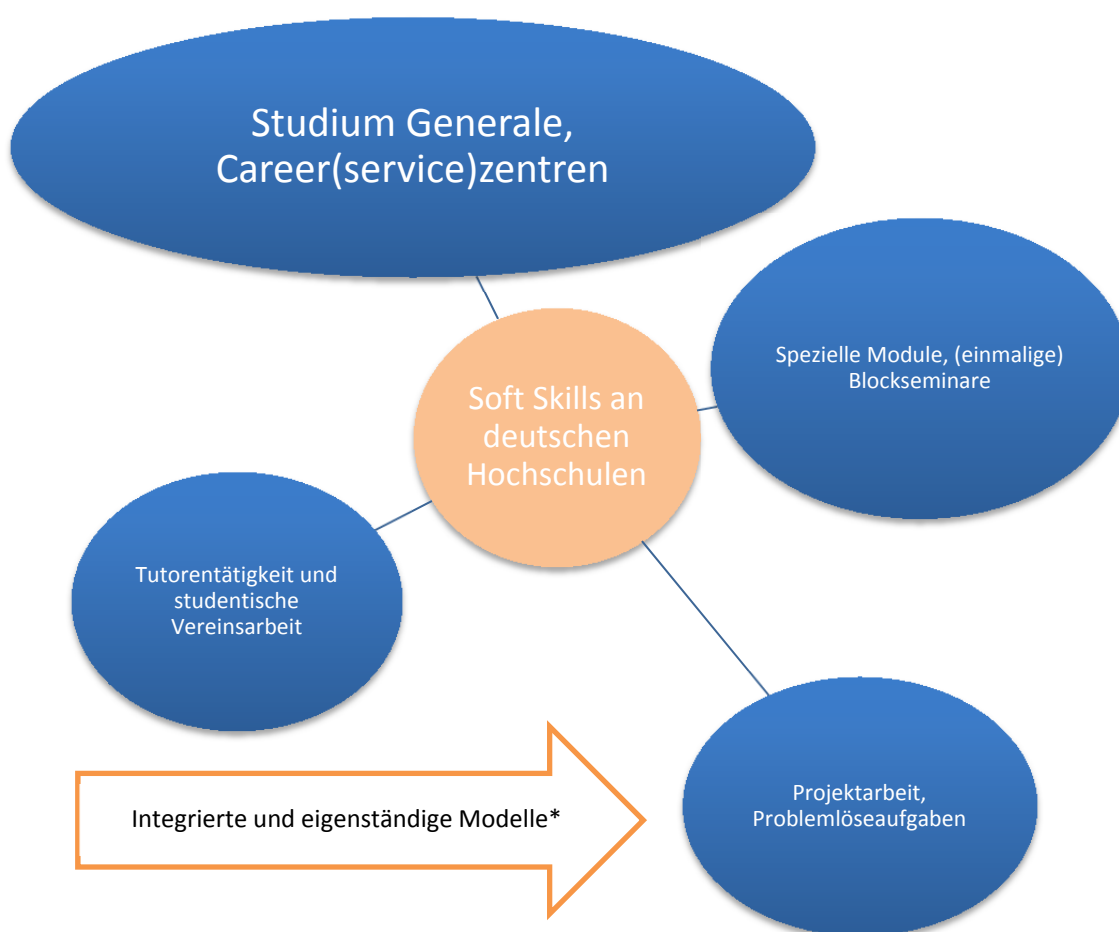 Studium Generale,
Career(service)zentren
Spezielle Module, (einmalige)
Blockseminare
Soft Skills an
deutschen
Hochschulen
Tutorentätigkeit und
studentische
Vereinsarbeit
Integrierte und eigenständige Modelle*
Projektarbeit,
Problemlöseaufgaben